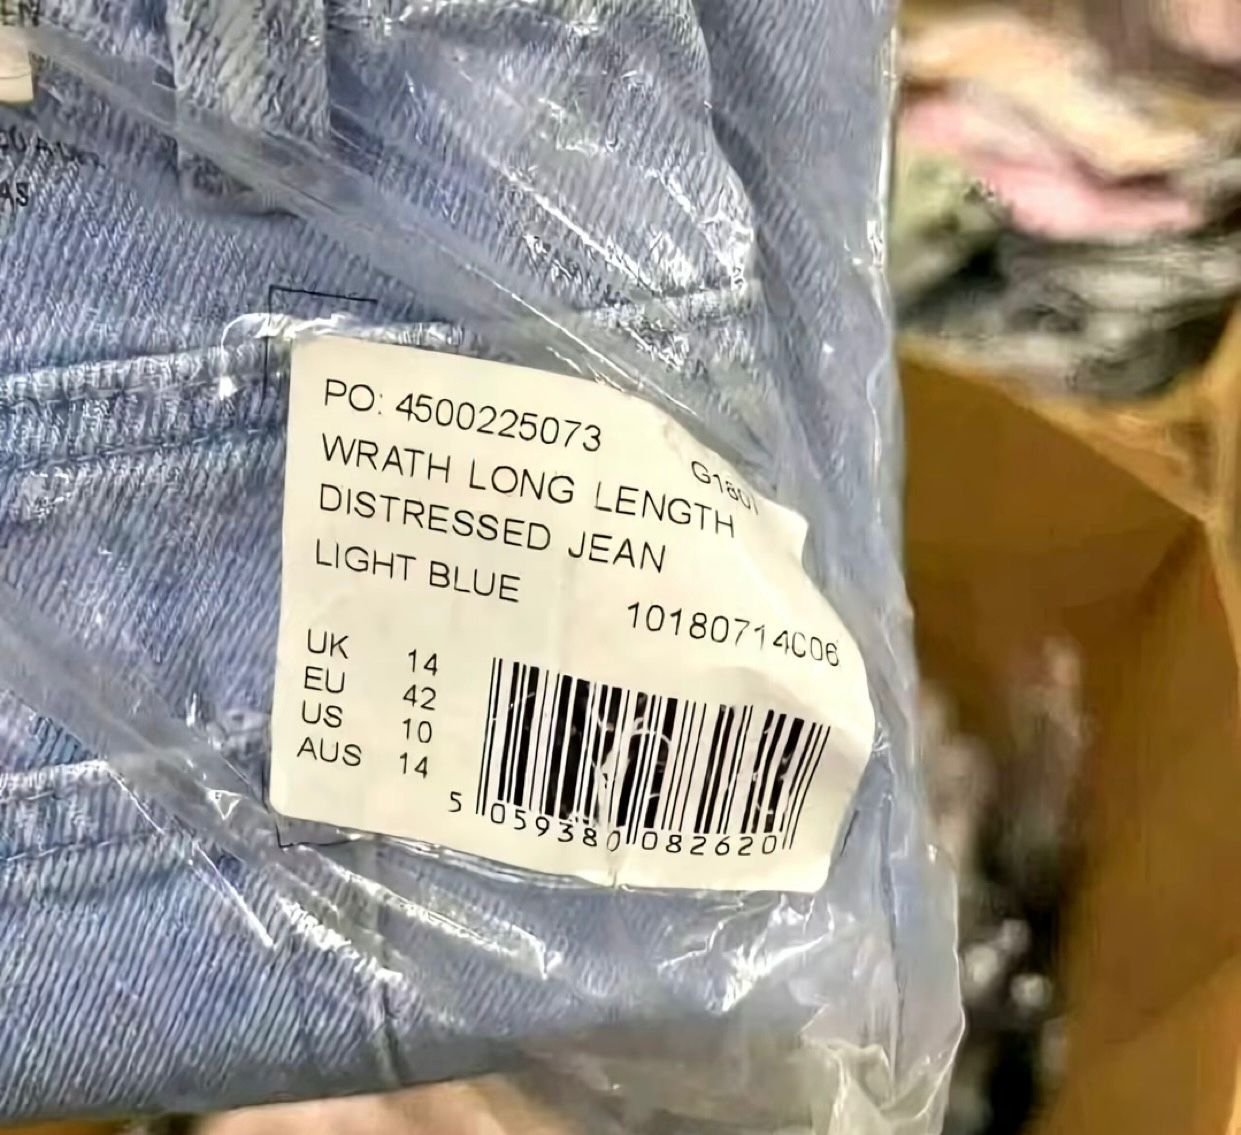 PO: 4500225073
WRATH LONG LENGTH
DISTRESSED JEAN
LIGHT BLUE
10180714C06
UK 14
EU 42
US 10
AUS 14
5 059380 082620